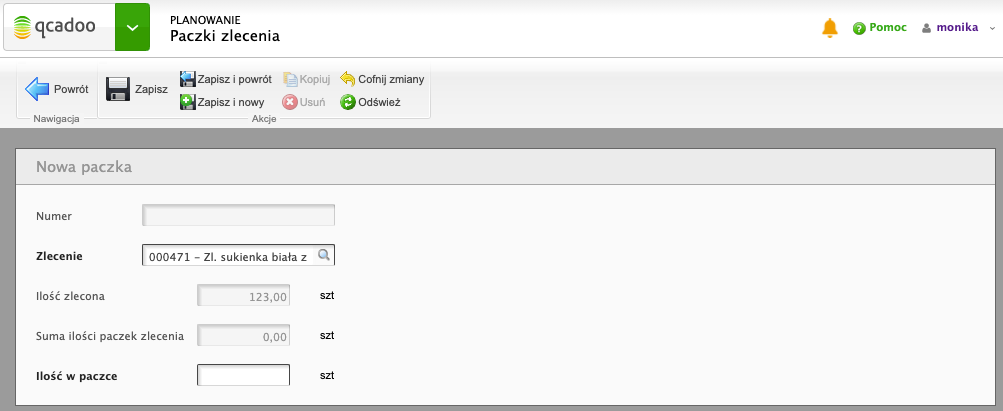 qcadoo
PLANOWANIE
Paczki zlecenia
Pomoc
monika
Powrót
Zapisz
Zapisz i powrót
Kopiuj
Cofnij zmiany
Zapisz i nowy
Usuń
Odśwież
Nawigacja
Akcje
Nowa paczka
Numer
Zlecenie
000471 - Zl. sukienka biała z
Ilość zlecona
123,00
szt
Suma ilości paczek zlecenia
0,00
szt
Ilość w paczce
szt